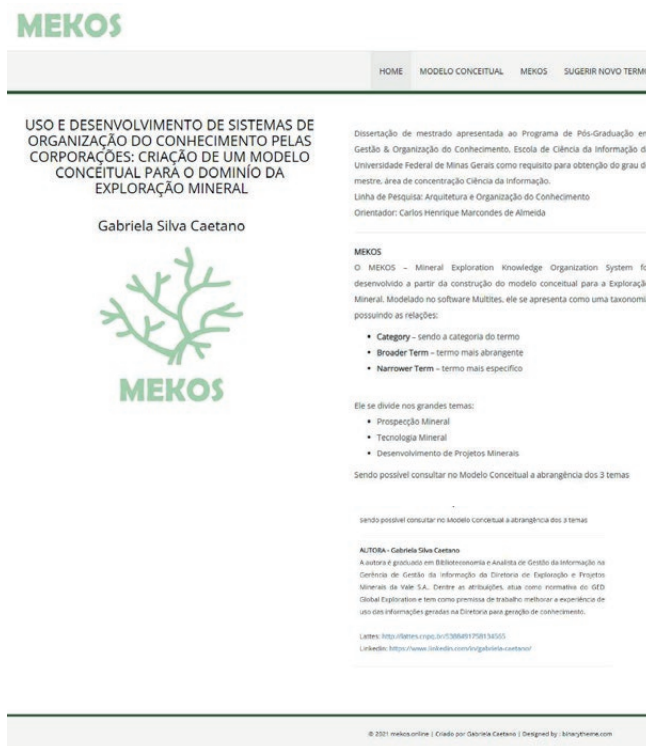 MEKOS
HOME MODELO CONCEITUAL MEKOS SUGERIR NOVO TERMO
USO E DESENVOLVIMENTO DE SISTEMAS DE
ORGANIZAÇÃO DO CONHECIMENTO PELAS
CORPORAÇÕES: CRIAÇÃO DE UM MODELO
CONCEITUAL PARA O DOMINÍO DA
EXPLORAÇÃO MINERAL
Gabriela Silva Caetano
MEKOS
Dissertação de mestrado apresentada ao Programa de Pós-Graduação em
Gestão & Organização do Conhecimento, Escola de Ciência da Informação d
Universidade Federal de Minas Gerais como requisito para obtenção do grau d
mestre, área de concentração Ciência da Informação.
Linha de Pesquisa: Arquitetura e Organização do Conhecimento
Orientador: Carlos Henrique Marcondes de Almeida
MEKOS
O MEKOS – Mineral Exploration Knowledge Organization System fo
desenvolvido a partir da construção do modelo conceitual para a Exploração
Mineral. Modelado no software Multites, ele se apresenta como uma taxonomi
possuindo as relações:
• Category – sendo a categoria do termo
• Broader Term – termo mais abrangente
• Narrower Term – termo mais especifico
Ele se divide nos grandes temas:
• Prospecção Mineral
• Tecnologia Mineral
• Desenvolvimento de Projetos Minerais
Sendo possível consultar no Modelo Conceitual a abrangência dos 3 temas
Sendo possível consultar no Modelo Conceitual a abrangência dos 3 temas
AUTORA - Gabriela Silva Caetano
A autora é graduada em Biblioteconomia e Analista de Gestão da Informação na
Gerência de Gestão da Informação da Diretoria de Exploração e Projetos
Minerais da Vale S.A. Dentre as atribuições, atua como normativa do GED
Global Exploration e tem como premissa de trabalho melhorar a experiência de
uso das informações geradas na Diretoria para geração de conhecimento.
Lattes: http://lattes.cnpq.br/5388491758134555
Linkedin: https://www.linkedin.com/in/gabriela-caetano/
© 2021 mekos.online | Criado por Gabriela Caetano | Designed by : binarytheme.com